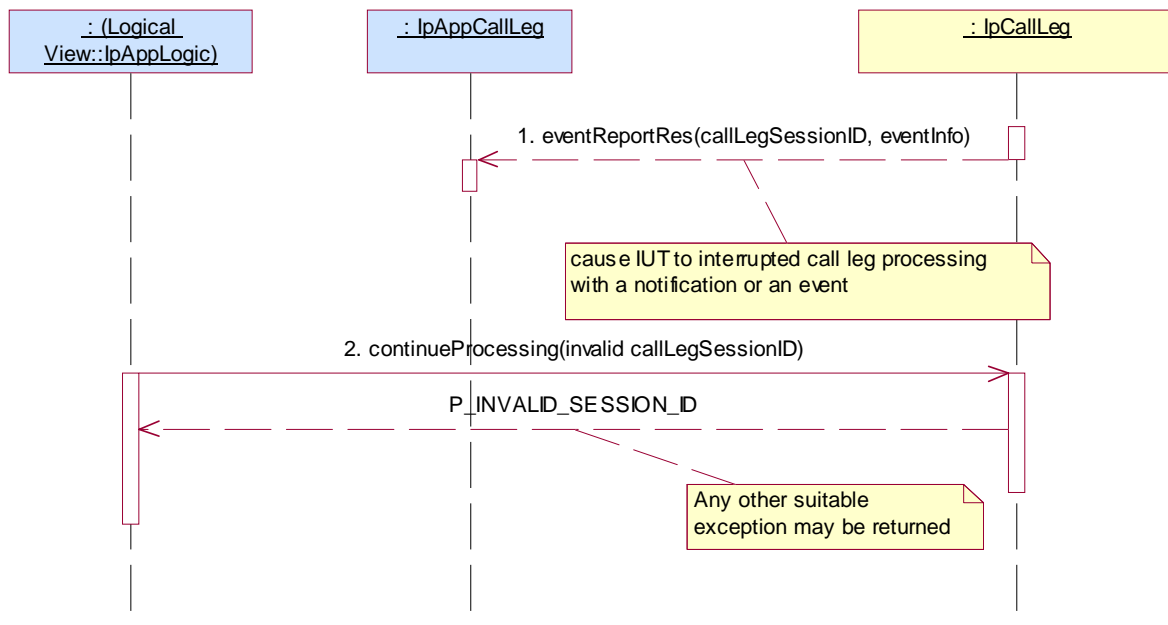 : (Logical
View::IpAppLogic)
: IpAppCallLeg
: IpCallLeg
1. eventReportRes(callLegSessionID, eventInfo)
cause IUT to interrupted call leg processing
with a notification or an event
2. continueProcessing(invalid callLegSessionID)
P_INVALID_SESSION_ID
Any other suitable
exception may be returned